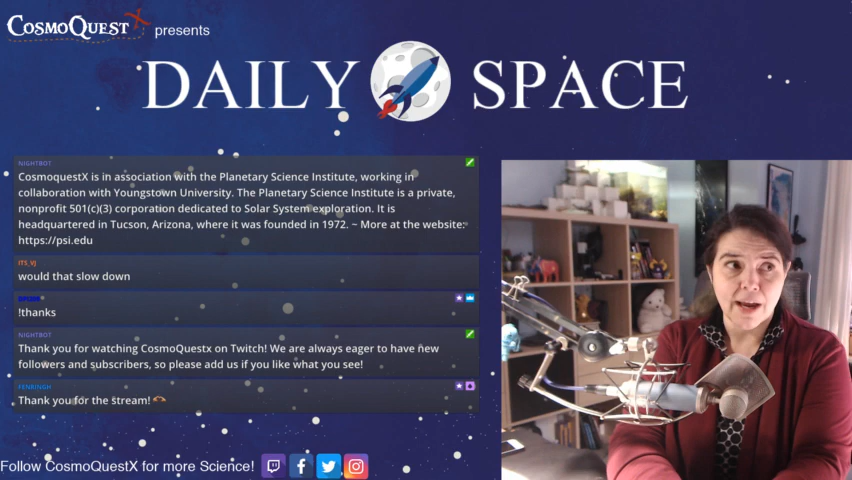 COSMOQUEST X presents
DAILY SPACE
NIGHTBOT
CosmoquestX is in association with the Planetary Science Institute, working in
collaboration with Youngstown University. The Planetary Science Institute is a private,
nonprofit 501(c)(3) corporation dedicated to Solar System exploration. It is
headquartered in Tucson, Arizona, where it was founded in 1972. ~ More at the website:
https://psi.edu
ITS_VJ
would that slow down
!thanks
NIGHTBOT
Thank you for watching CosmoQuestx on Twitch! We are always eager to have new
followers and subscribers, so please add us if you like what you see!
FENRINGH
Thank you for the stream!
Follow CosmoQuestX for more Science!